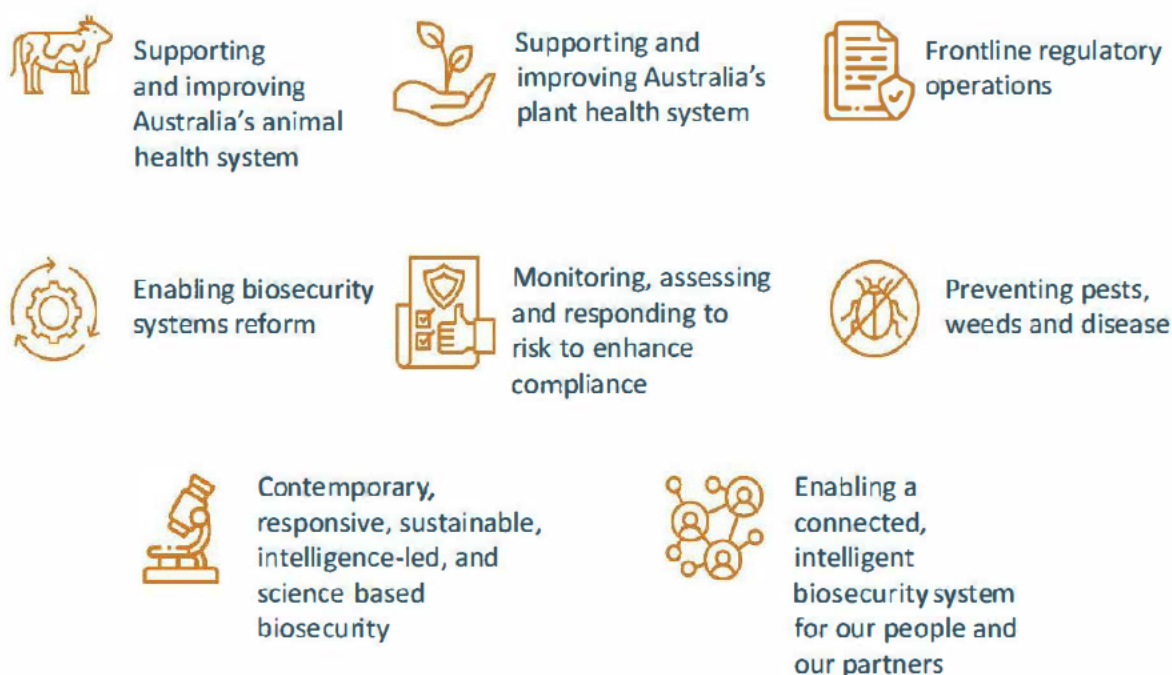 Supporting
and improving
Australia's animal
health system
Supporting and
improving Australia's
plant health system
Frontline regulatory
operations
Enabling biosecurity
systems reform
Monitoring, assessing
and responding to
risk to enhance
compliance
Preventing pests,
weeds and disease
Contemporary,
responsive, sustainable,
intelligence-led, and
science based
biosecurity
Enabling a
connected,
intelligent
biosecurity system
for our people and
our partners